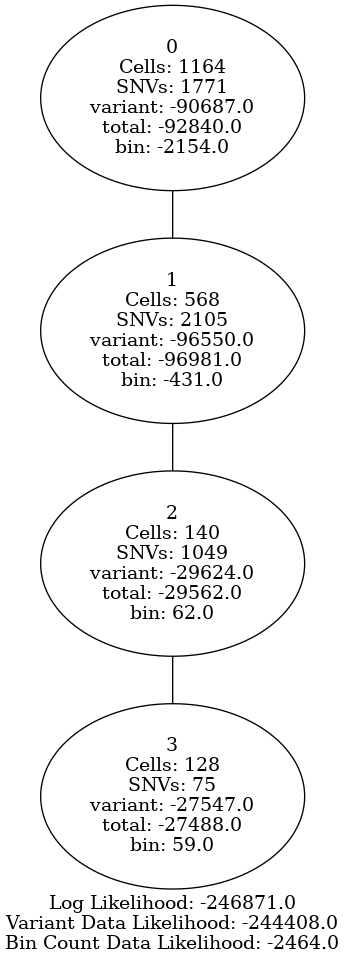 0
Cells: 1164
SNVs: 1771
variant: -90687.0
total: -92840.0
bin: -2154.0
1
Cells: 568
SNVs: 2105
variant: -96550.0
total: -96981.0
bin: -431.0
2
Cells: 140
SNVs: 1049
variant: -29624.0
total: -29562.0
bin: 62.0
3
Cells: 128
SNVs: 75
variant: -27547.0
total: -27488.0
bin: 59.0
Log Likelihood: -246871.0
Variant Data Likelihood: -244408.0
Bin Count Data Likelihood: -2464.0